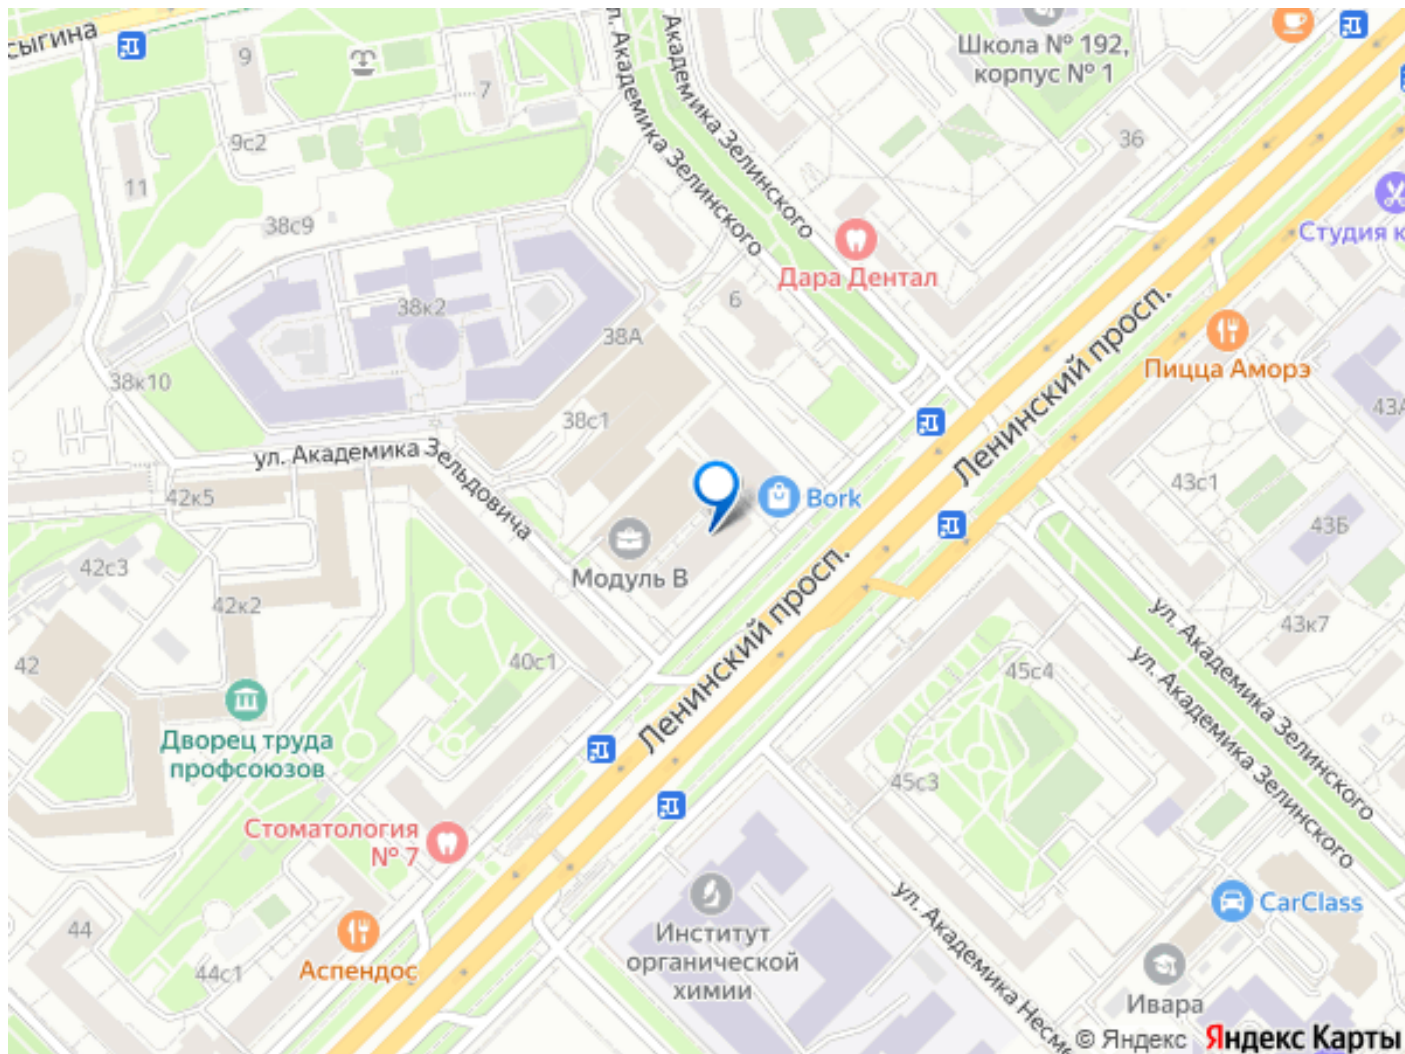 сыгина
9
7
9с2
11
38с9
ул. Академика Зелинского
Академика Зелинского
Школа № 192,
корпус № 1
36
Студия к
Дара Дентал
6
38к2
38А
38к10
38с1
Ленинский просп.
Пицца Аморэ
43А
ул. Академика Зельдовича
42к5
Bork
43с1
43Б
Модуль В
42с3
42к2
42
40с1
Ленинский просп.
45с4
43к7
ул. Академика Зелинского
ул. Академика Зелинского
Дворец труда
профсоюзов
45с3
Стоматология
№ 7
44
44с1
Аспендос
Институт
органической
химии
ул. Академика Несме
CarClass
Ивара
© Яндекс Яндекс Карты